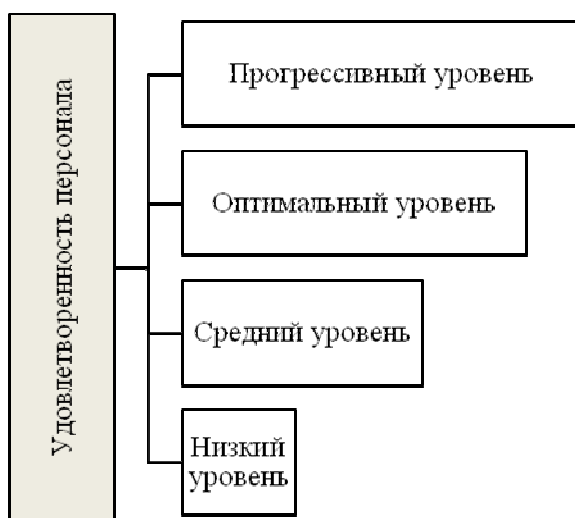 Удовлетворенность персонала
Прогрессивный уровень
Оптимальный уровень
Средний уровень
Низкий
уровень